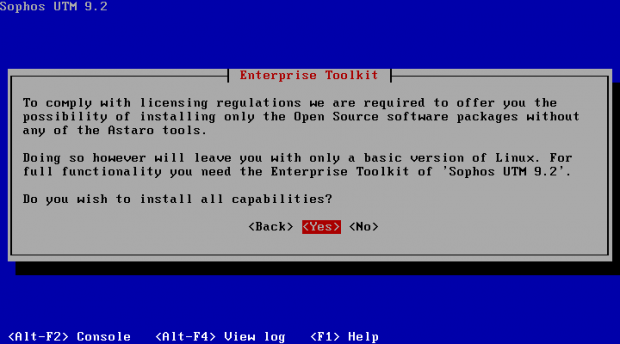 Sophos UTM 9.2
Enterprise Toolkit
To comply with licensing regulations we are required to offer you the
possibility of installing only the Open Source software packages without
any of the Astaro tools.
Doing so however will leave you with only a basic version of Linux. For
full functionality you need the Enterprise Toolkit of 'Sophos UTM 9.2'.
Do you wish to install all capabilities?
<Back> <Yes> <No>
<Alt-F2> Console <Alt-F4> View log <F1> Help